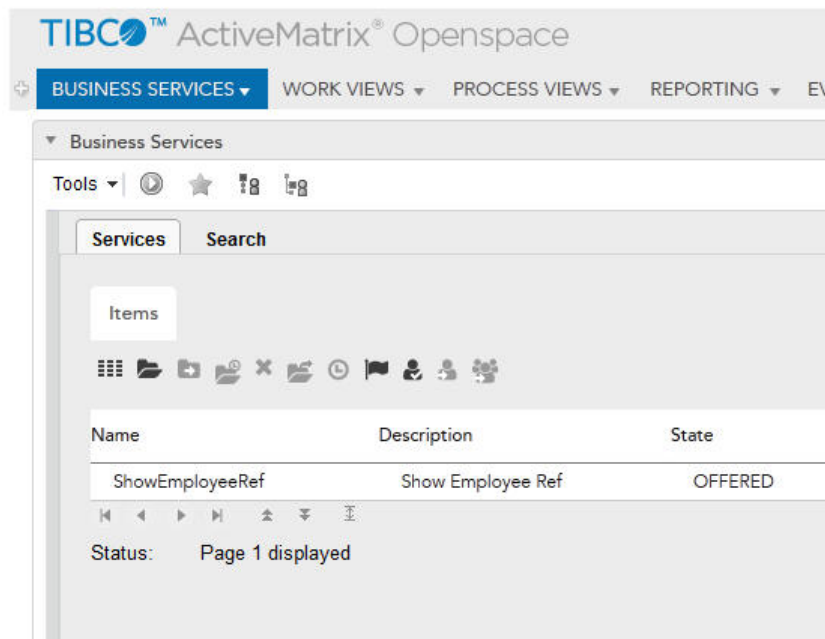 TIBCO™ ActiveMatrix® Openspace
BUSINESS SERVICES WORK VIEWS PROCESS VIEWS REPORTING EV
Business Services
Tools
Services Search
Items
Name Description State
ShowEmployeeRef Show Employee Ref OFFERED
Status: Page 1 displayed